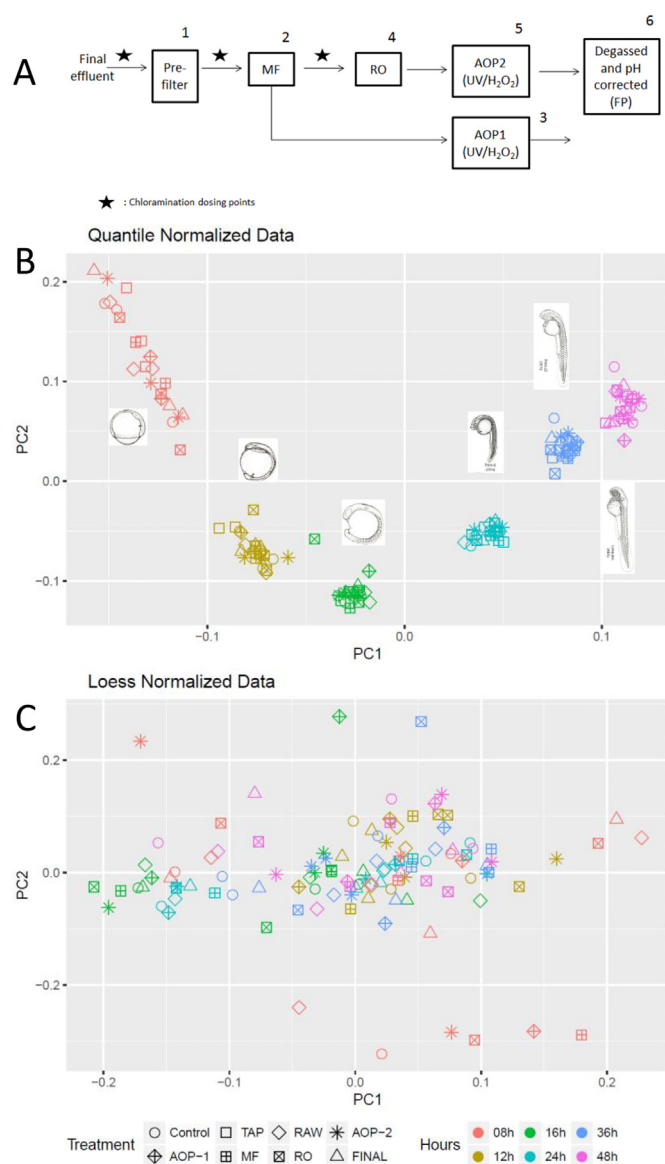 A
Final
effluent
1
Pre-
filter
2
MF
4
RO
5
AOP2
(UV/H₂O₂)
6
Degassed
and pH
corrected
(FP)
AOP1
(UV/H₂O₂)
3
★ : Chloramination dosing points
B
Quantile Normalized Data
PC2
0.2
0.1
0.0
−0.1
−0.1
0.0
0.1
PC1
C
Loess Normalized Data
PC2
0.2
0.0
−0.2
−0.2
−0.1
0.0
0.1
0.2
PC1
Treatment
Control TAP RAW AOP-2
AOP-1 MF RO FINAL
Hours
08h 16h 36h
12h 24h 48h